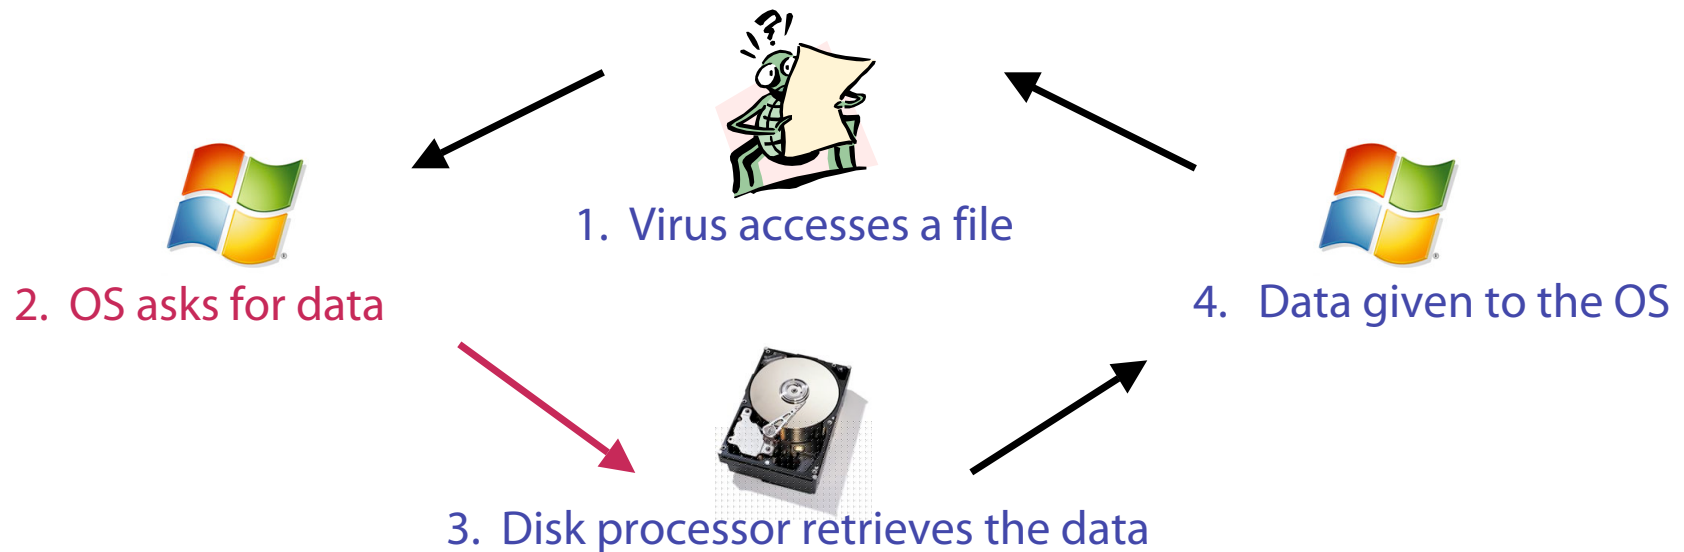 ?!
1. Virus accesses a file
2. OS asks for data
4. Data given to the OS
3. Disk processor retrieves the data